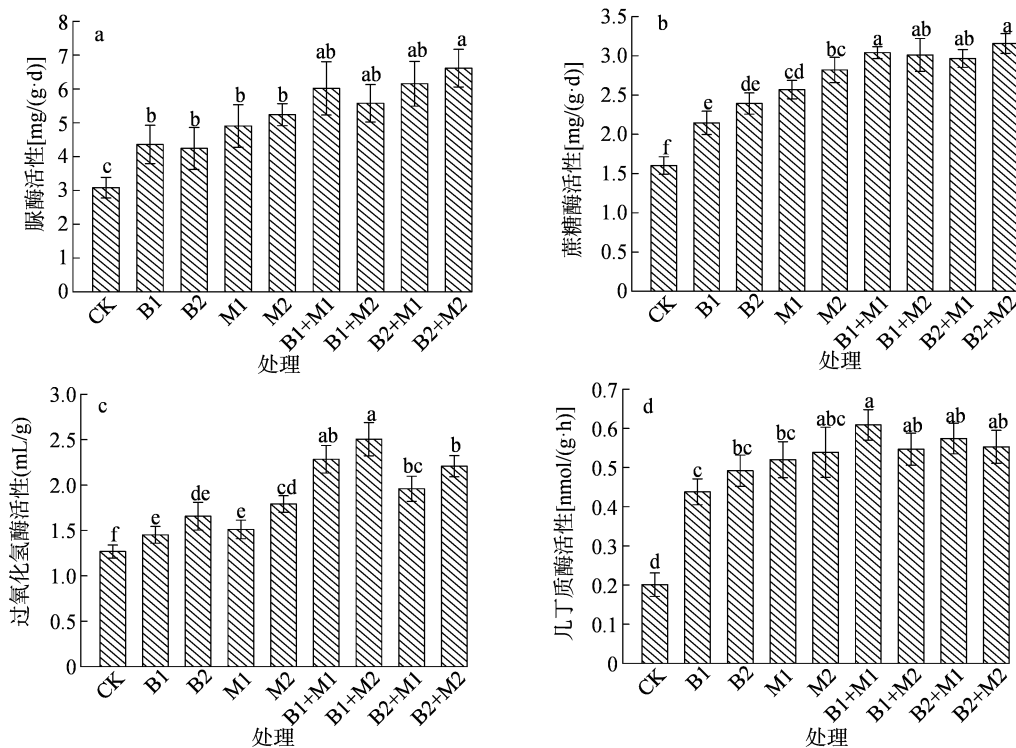 a
脲酶活性[mg/(g·d)]
8
7
6
5
4
3
2
1
0
c
b
b
b
b
ab
ab
ab
a
CK
B1
B2
M1
M2
B1+M1
B1+M2
B2+M1
B2+M2
处理
b
蔗糖酶活性[mg/(g·d)]
3.5
3.0
2.5
2.0
1.5
1.0
0.5
0
f
e
de
cd
bc
a
ab
ab
a
CK
B1
B2
M1
M2
B1+M1
B1+M2
B2+M1
B2+M2
处理
c
过氧化氢酶活性(mL/g)
3.0
2.5
2.0
1.5
1.0
0.5
0
f
e
de
e
cd
ab
a
bc
b
CK
B1
B2
M1
M2
B1+M1
B1+M2
B2+M1
B2+M2
处理
d
几丁质酶活性[nmol/(g·h)]
0.7
0.6
0.5
0.4
0.3
0.2
0.1
0
d
c
bc
bc
abc
a
ab
ab
ab
CK
B1
B2
M1
M2
B1+M1
B1+M2
B2+M1
B2+M2
处理